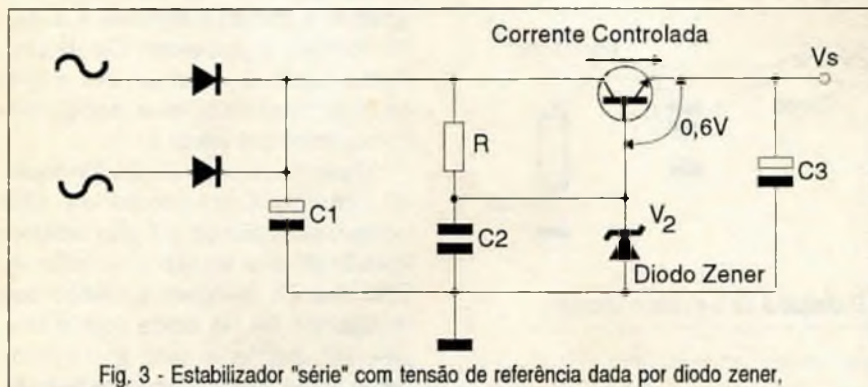 Corrente Controlada
Vs
R
0,6V
C1
C2
V2
C3
Diodo Zener
Fig. 3 - Estabilizador "série" com tensão de referência dada por diodo zener,